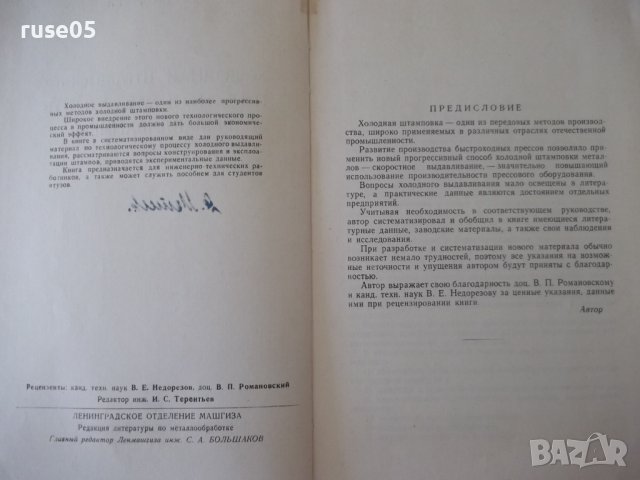 ruse05
Холодное выдавливание — один из наиболее прогрессив-
ных методов холодной штамповки.
Широкое внедрение этого нового технологического про-
цесса в промышленности должно дать большой экономиче-
ский эффект.
В книге в систематизированном виде дан руководящий
материал по технологическому процессу холодного выдавли-
вания, рассматриваются вопросы конструирования и эксплоа-
тации штампов, приводятся экспериментальные данные.
Книга предназначается для инженерно-технических ра-
ботников, а также может служить пособием для студентов
втузов.
Рецензенты: канд. техн. наук В. Е. Недорезов, доц. В. П. Романовский
Редактор инж. И. С. Терентьев
ЛЕНИНГРАДСКОЕ ОТДЕЛЕНИЕ МАШГИЗА
Редакция литературы по металлообработке
Главный редактор Ленмашгиза инж. С. А. БОЛЬШАКОВ
ПРЕДИСЛОВИЕ
Холодная штамповка — один из передовых методов производ-
ства, широко применяемых в различных отраслях отечественной
промышленности.
Развитие производства быстроходных прессов позволило при-
менить новый прогрессивный способ холодной штамповки метал-
лов — скоростное выдавливание, — значительно повышающий
использование производительности прессового оборудования.
Вопросы холодного выдавливания мало освещены в литерату-
ре, а практические данные являются достоянием отдельных
предприятий.
Учитывая необходимость в соответствующем руководстве,
автор систематизировал и обобщил в книге имеющиеся литера-
турные данные, заводские материалы, а также свои наблюдения
и исследования.
При разработке и систематизации нового материала обычно
возникает немало трудностей, поэтому все указания на возмож-
ные неточности и упущения автором будут приняты с благодар-
ностью.
Автор выражает свою благодарность доц. В. П. Романовскому
и канд. техн. наук В. Е. Недорезову за ценные указания, данные
ими при рецензировании книги.
Автор
BAZAR
bg